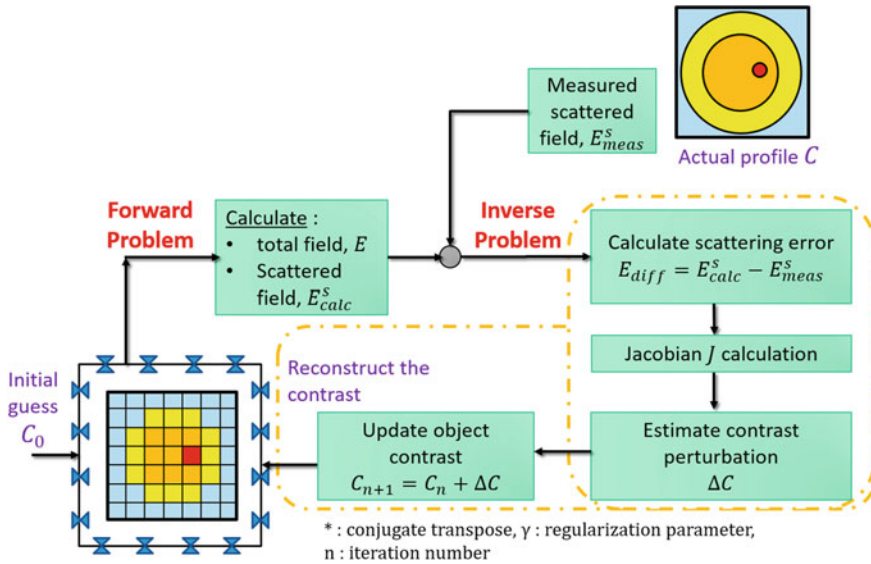 Measured
scattered
field, E^s_meas
Actual profile C
Forward
Problem
Calculate :
• total field, E
• Scattered
field, E^s_calc
Inverse
Problem
Calculate scattering error
E_diff = E^s_calc − E^s_meas
Jacobian J calculation
Estimate contrast
perturbation
ΔC
Reconstruct the
contrast
Update object
contrast
C_{n+1} = C_n + ΔC
Initial
guess
C_0
* : conjugate transpose, γ : regularization parameter,
n : iteration number